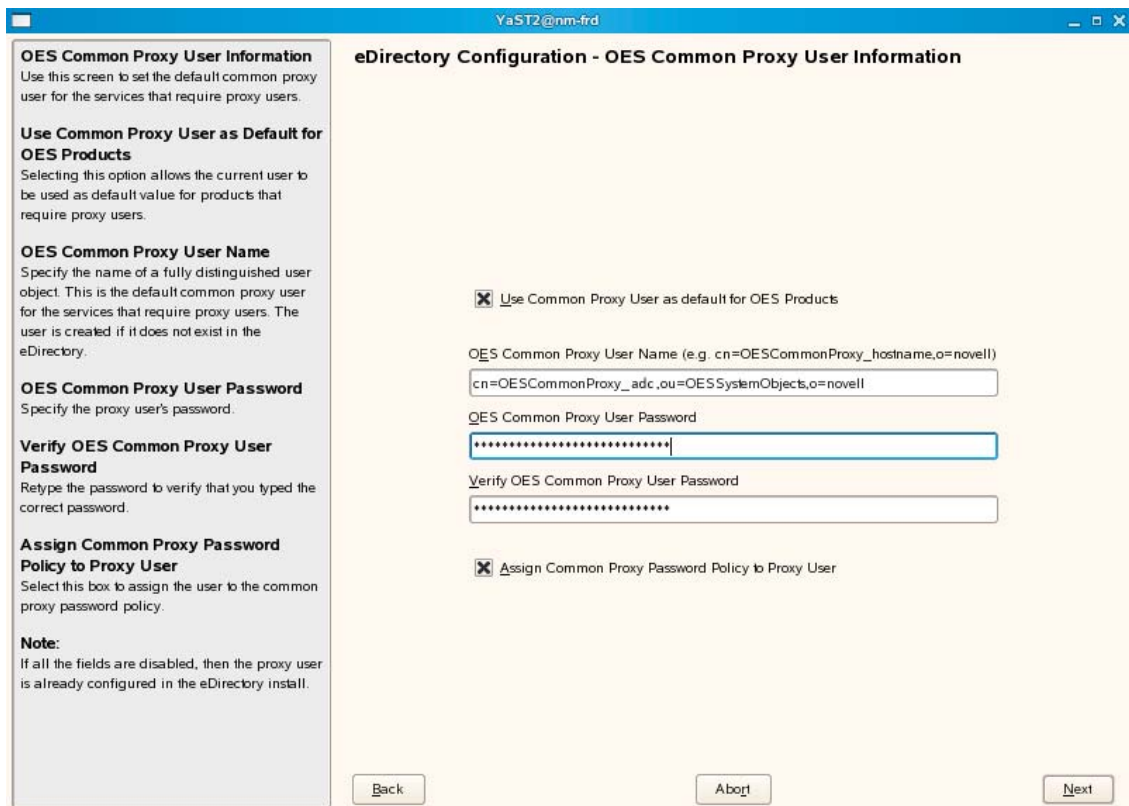 YaST2@nm-frd
OES Common Proxy User Information
Use this screen to set the default common proxy
user for the services that require proxy users.
Use Common Proxy User as Default for
OES Products
Selecting this option allows the current user to
be used as default value for products that
require proxy users.
OES Common Proxy User Name
Specify the name of a fully distinguished user
object. This is the default common proxy user
for the services that require proxy users. The
user is created if it does not exist in the
eDirectory.
OES Common Proxy User Password
Specify the proxy user's password.
Verify OES Common Proxy User
Password
Retype the password to verify that you typed the
correct password.
Assign Common Proxy Password
Policy to Proxy User
Select this box to assign the user to the common
proxy password policy.
Note:
If all the fields are disabled, then the proxy user
is already configured in the eDirectory install.
eDirectory Configuration - OES Common Proxy User Information
Use Common Proxy User as default for OES Products
OES Common Proxy User Name (e.g. cn=OESCommonProxy_hostname,o=novell)
cn=OESCommonProxy_adc,ou=OESSystemObjects,o=novell
OES Common Proxy User Password
****************************
Verify OES Common Proxy User Password
****************************
Assign Common Proxy Password Policy to Proxy User
Back
Abort
Next